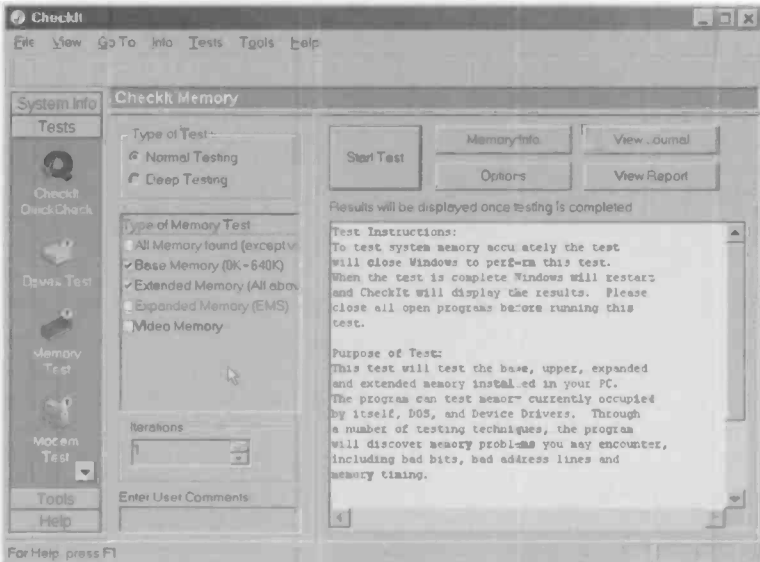 CheckIt
File View Go To Info Tests Tools Help
System Info
Tests
CheckIt
QuickCheck
Drives Test
Memory
Test
Modem
Test
Tools
Help
CheckIt Memory
Type of Test
Normal Testing
Deep Testing
Type of Memory Test
All Memory found (except v
Base Memory (0K - 640K)
Extended Memory (All abov
Expanded Memory (EMS)
Video Memory
Iterations
1
Enter User Comments
Start Test
Memory Info
View Journal
Options
View Report
Results will be displayed once testing is completed
Test Instructions:
To test system memory accurately the test
will close Windows to perform this test.
When the test is complete Windows will restart
and CheckIt will display the results. Please
close all open programs before running this
test.
Purpose of Test:
This test will test the base, upper, expanded
and extended memory installed in your PC.
The program can test memory currently occupied
by itself, DOS, and Device Drivers. Through
a number of testing techniques, the program
will discover memory problems you may encounter,
including bad bits, bad address lines and
memory timing.
For Help press F1